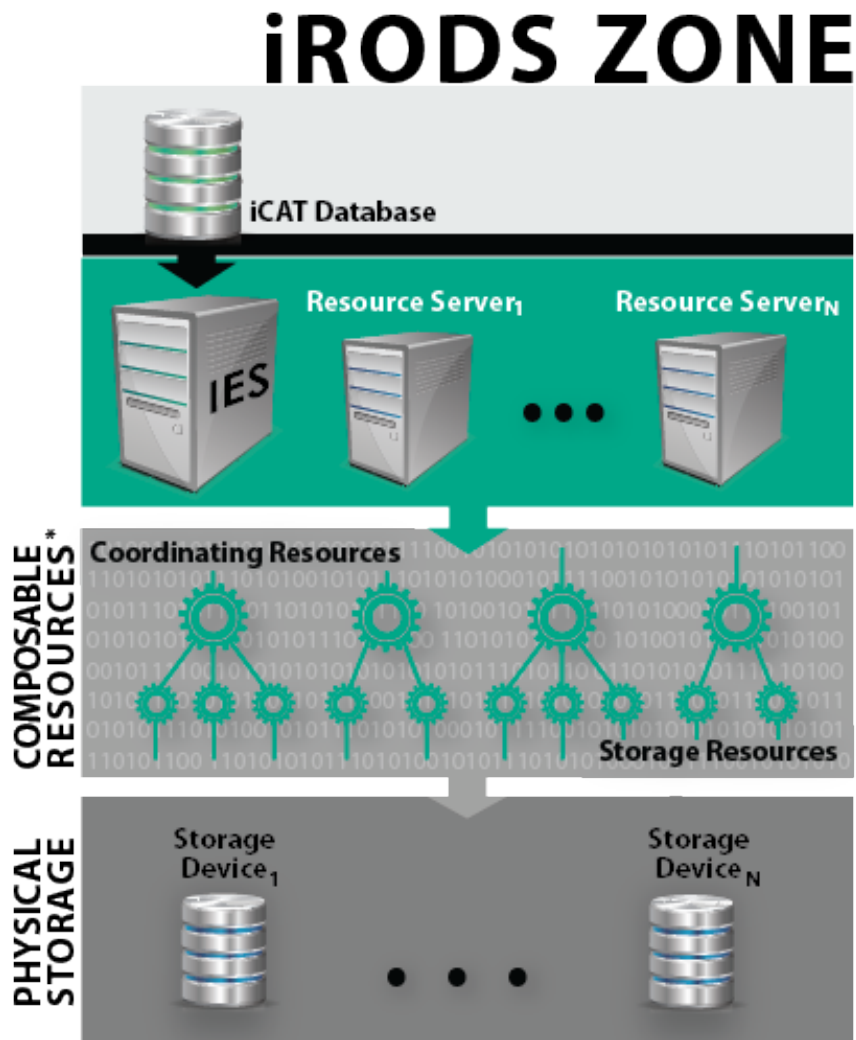 iRODS ZONE
iCAT Database
Resource Server1
Resource ServerN
IES
COMPOSABLE
RESOURCES*
Coordinating Resources
Storage Resources
PHYSICAL
STORAGE
Storage
Device1
Storage
DeviceN